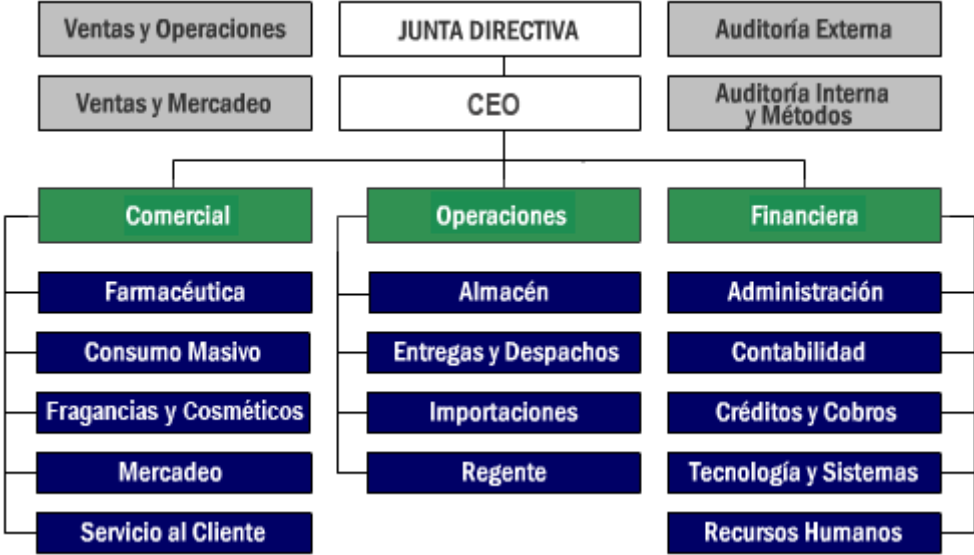 Ventas y Operaciones
JUNTA DIRECTIVA
Auditoría Externa
Ventas y Mercadeo
CEO
Auditoría Interna
y Métodos
Comercial
Operaciones
Financiera
Farmacéutica
Almacén
Administración
Consumo Masivo
Entregas y Despachos
Contabilidad
Fragancias y Cosméticos
Importaciones
Créditos y Cobros
Mercadeo
Regente
Tecnología y Sistemas
Servicio al Cliente
Recursos Humanos